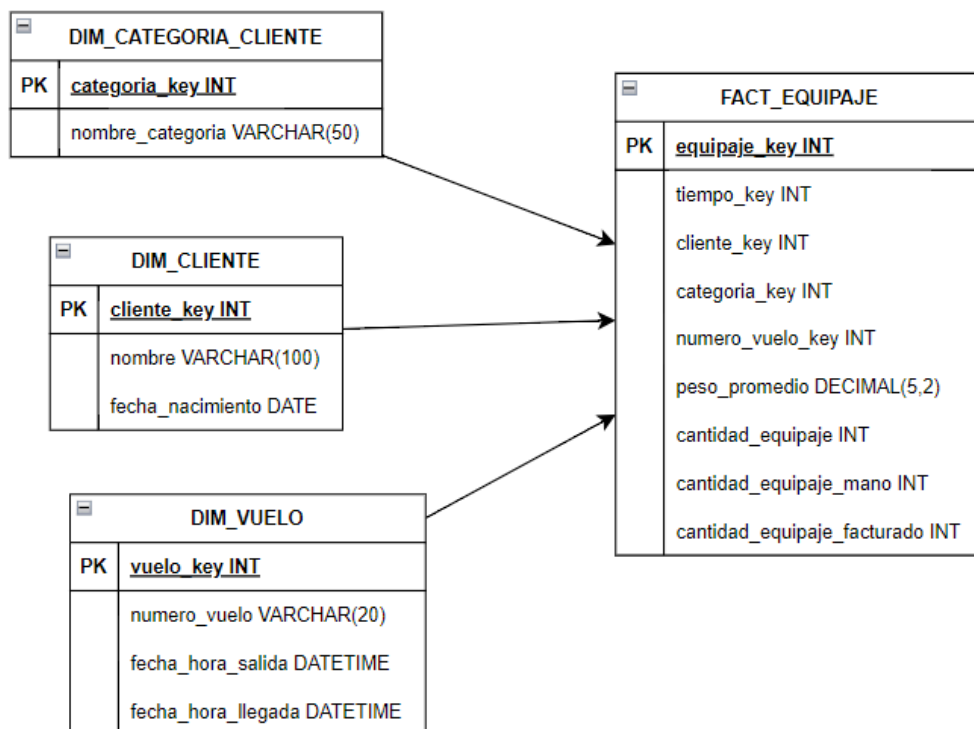 DIM_CATEGORIA_CLIENTE
PK categoria_key INT
nombre_categoria VARCHAR(50)
DIM_CLIENTE
PK cliente_key INT
nombre VARCHAR(100)
fecha_nacimiento DATE
DIM_VUELO
PK vuelo_key INT
numero_vuelo VARCHAR(20)
fecha_hora_salida DATETIME
fecha_hora_llegada DATETIME
FACT_EQUIPAJE
PK equipaje_key INT
tiempo_key INT
cliente_key INT
categoria_key INT
numero_vuelo_key INT
peso_promedio DECIMAL(5,2)
cantidad_equipaje INT
cantidad_equipaje_mano INT
cantidad_equipaje_facturado INT